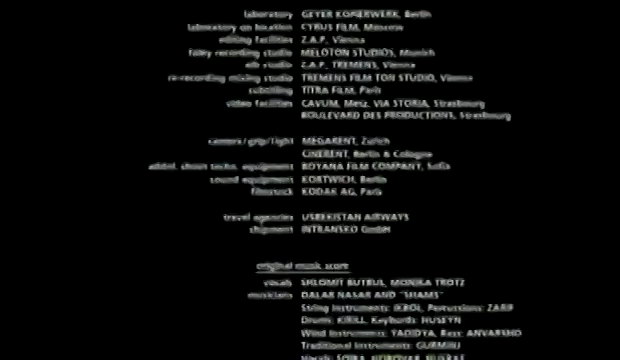 laboratory GEYER KOPIERWERK, Berlin
laboratory on location CYRUS FILM, Moscow
editing facilities Z.A.P., Vienna
foley recording studio MELOTON STUDIOS, Munich
efx studio Z.A.P., TREMENS, Vienna
re-recording mixing studio TREMENS FILM TON STUDIO, Vienna
subtitling TITRA FILM, Paris
video facilities CAVUM, Metz, VIA STORIA, Strasbourg
BOULEVARD DES PRODUCTIONS, Strasbourg
camera/grip/light MEGARENT, Zurich
CINERENT, Berlin & Cologne
addit. shoot. techn. equipment BOYANA FILM COMPANY, Sofia
sound equipment KORTWICH, Berlin
filmstock KODAK AG, Paris
travel agencies USBEKISTAN AIRWAYS
shipment INTRANSKO GmbH
original music score
vocals SHLOMIT BUTBUL, MONIKA TROTZ
musicians DALAR NASAR AND "SHAMS"
String Instruments: IKBOL, Percussions: ZARIF
Drums: KIRILL, Keybords: HUSEYN
Wind Instruments: YADIDYA, Bass: ANVARSHO
Traditional Instruments: GURMINJ
Vocals: